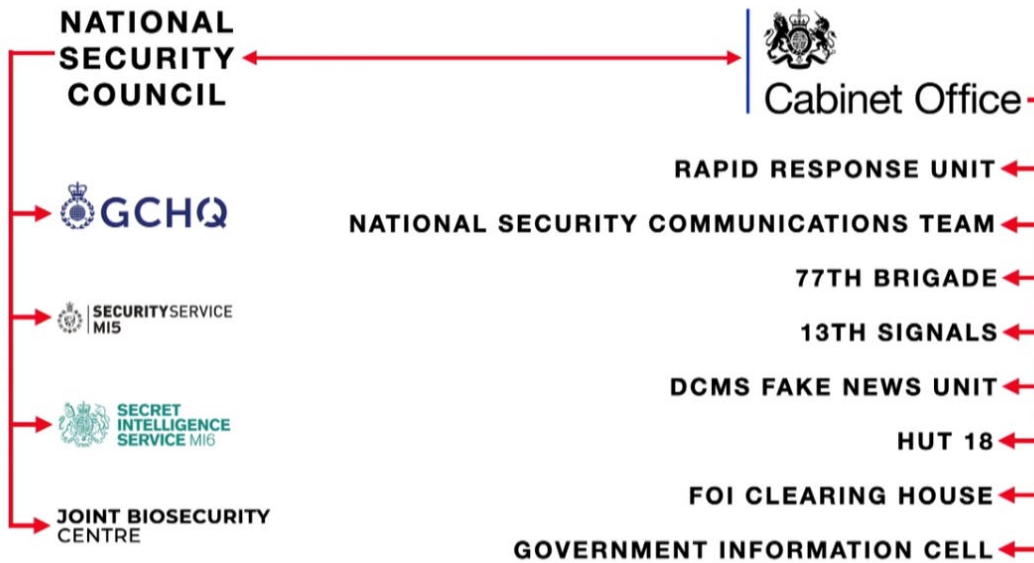 NATIONAL
SECURITY
COUNCIL
Cabinet Office
GCHQ
SECURITYSERVICE
MI5
SECRET
INTELLIGENCE
SERVICE MI6
JOINT BIOSECURITY
CENTRE
RAPID RESPONSE UNIT
NATIONAL SECURITY COMMUNICATIONS TEAM
77TH BRIGADE
13TH SIGNALS
DCMS FAKE NEWS UNIT
HUT 18
FOI CLEARING HOUSE
GOVERNMENT INFORMATION CELL